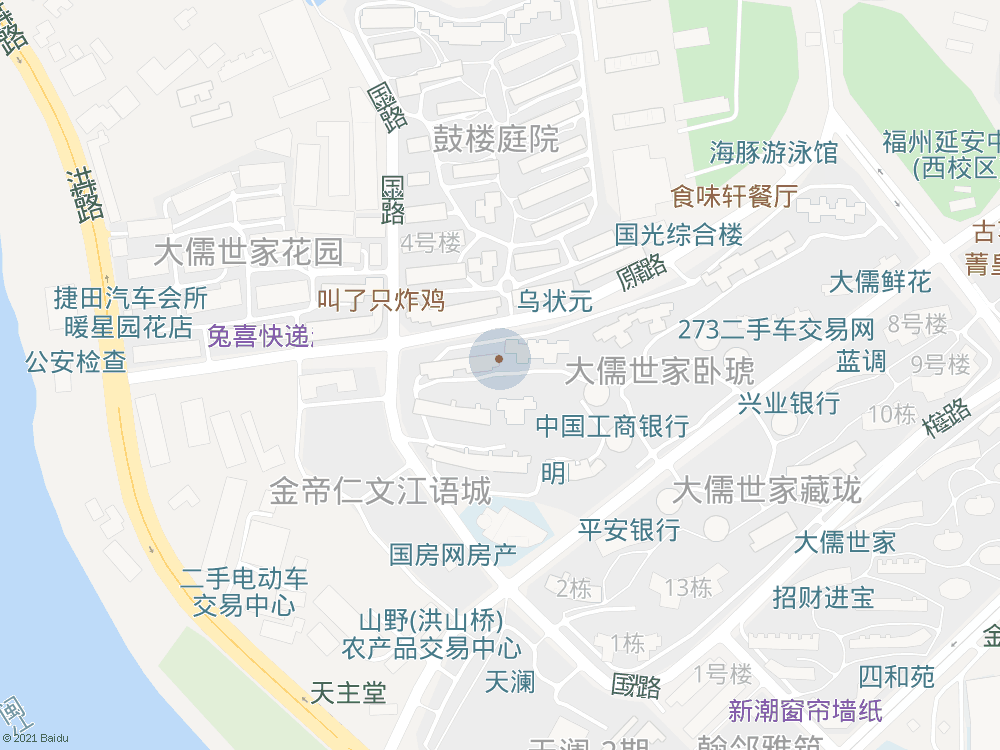 鼓楼庭院
海豚游泳馆
福州延安中
(西校区
食味轩餐厅
国光综合楼
4号楼
大儒世家花园
古
菁皇
大儒鲜花
捷田汽车会所
叫了只炸鸡
乌状元
暖星园花店
兔喜快递
273二手车交易网
8号楼
公安检查
大儒世家卧琥
蓝调
9号楼
兴业银行
10栋
中国工商银行
明
金帝仁文江语城
大儒世家藏珑
平安银行
大儒世家
国房网房产
二手电动车
交易中心
2栋
13栋
招财进宝
山野(洪山桥)
农产品交易中心
1栋
金
天主堂
天澜
1号楼
四和苑
新潮窗帘墙纸
闽江
© 2021 Baidu